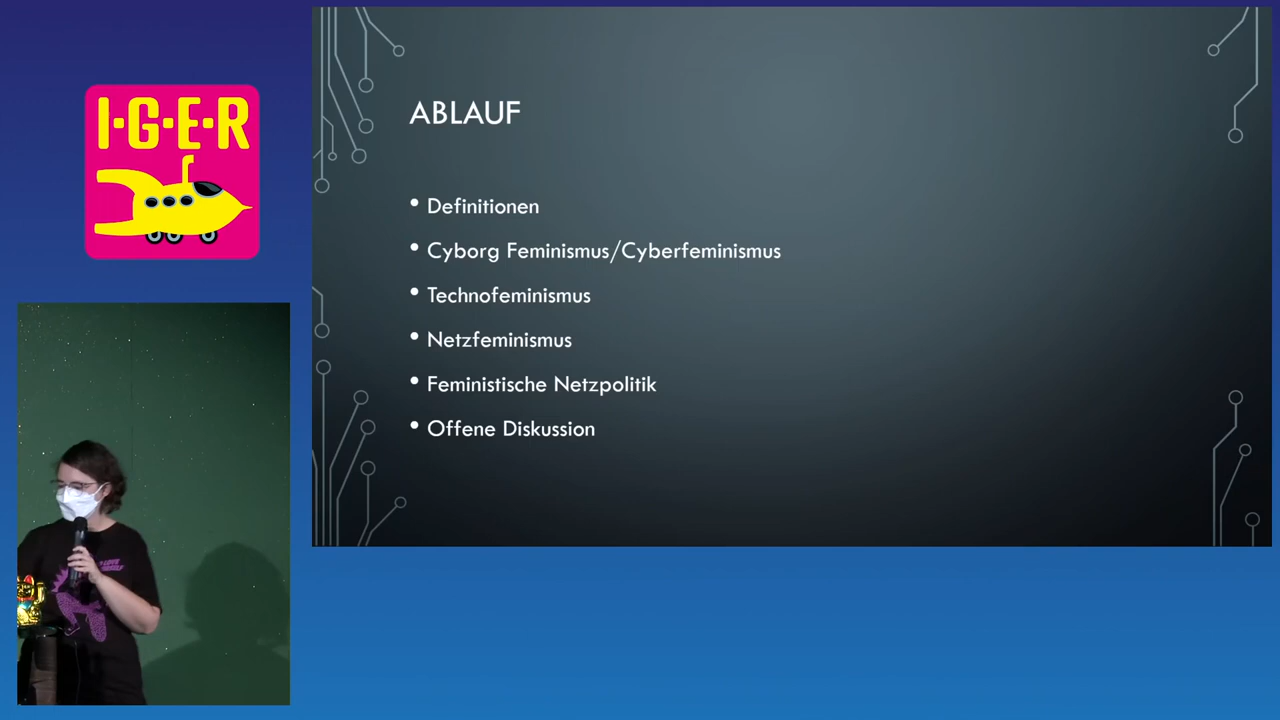 I·G·E·R
ABLAUF
• Definitionen
• Cyborg Feminismus/Cyberfeminismus
• Technofeminismus
• Netzfeminismus
• Feministische Netzpolitik
• Offene Diskussion